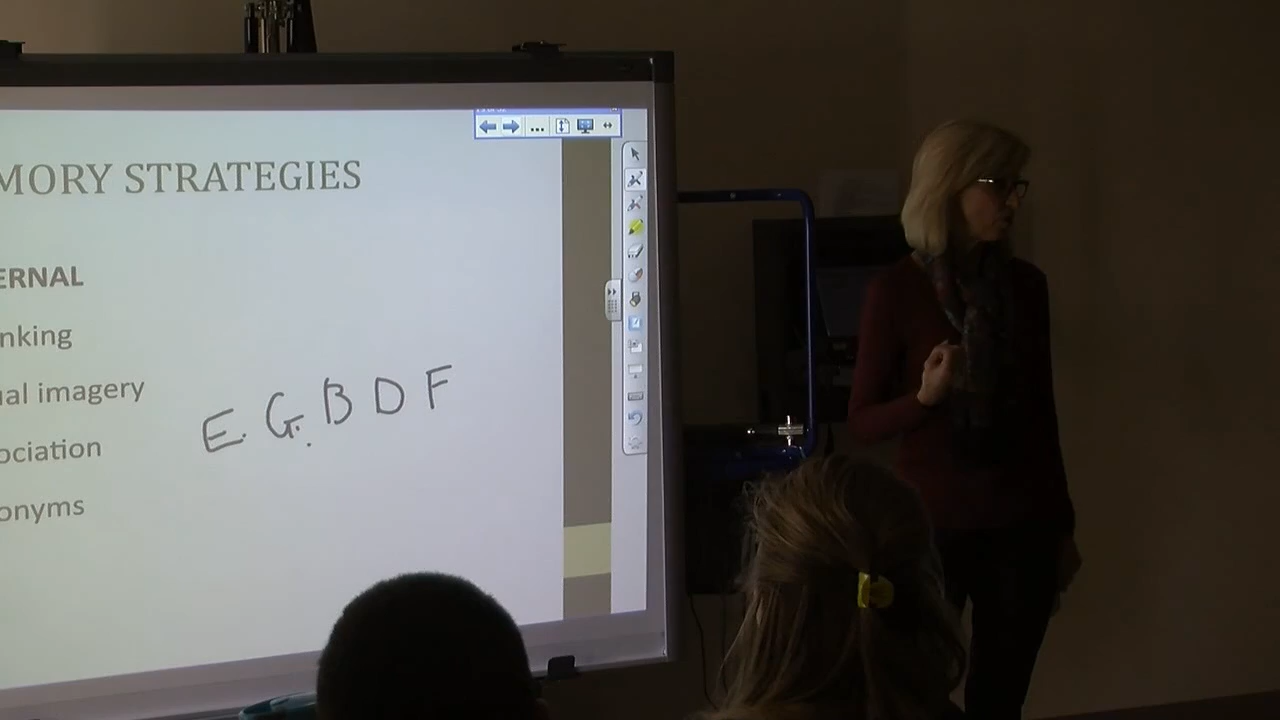 MORY STRATEGIES
ERNAL
nking
ual imagery
E. G. B D F
ociation
onyms